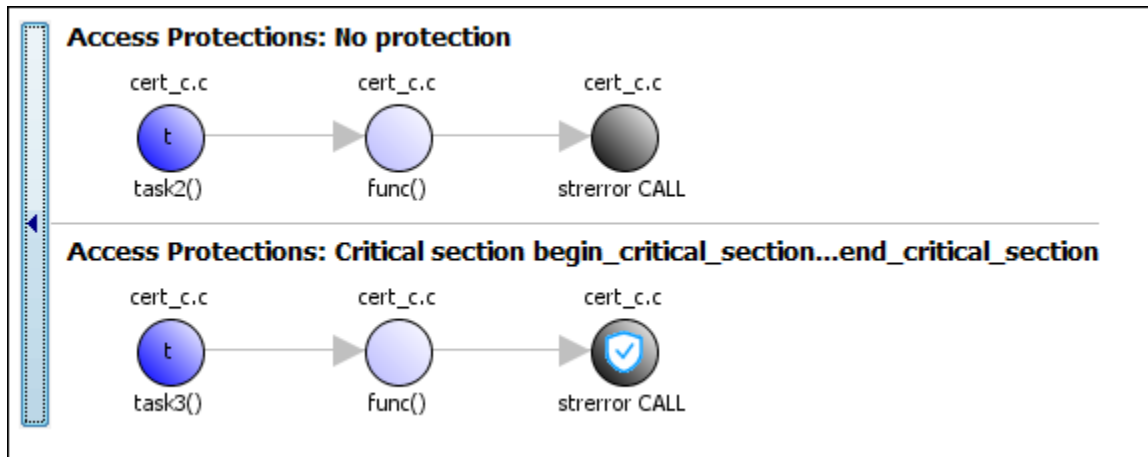 Access Protections: No protection
cert_c.c cert_c.c cert_c.c
t
task2() func() strerror CALL
Access Protections: Critical section begin_critical_section...end_critical_section
cert_c.c cert_c.c cert_c.c
t
task3() func() strerror CALL